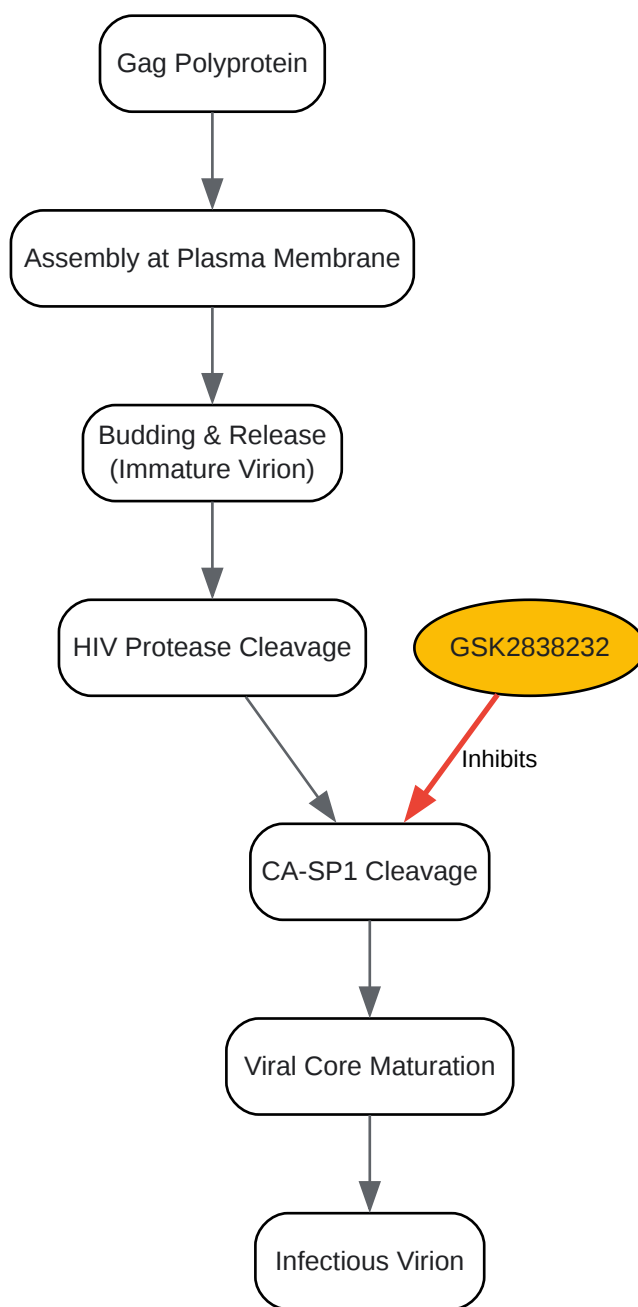 Gag Polyprotein
Assembly at Plasma Membrane
Budding & Release
(Immature Virion)
HIV Protease Cleavage
GSK2838232
Inhibits
CA-SP1 Cleavage
Viral Core Maturation
Infectious Virion